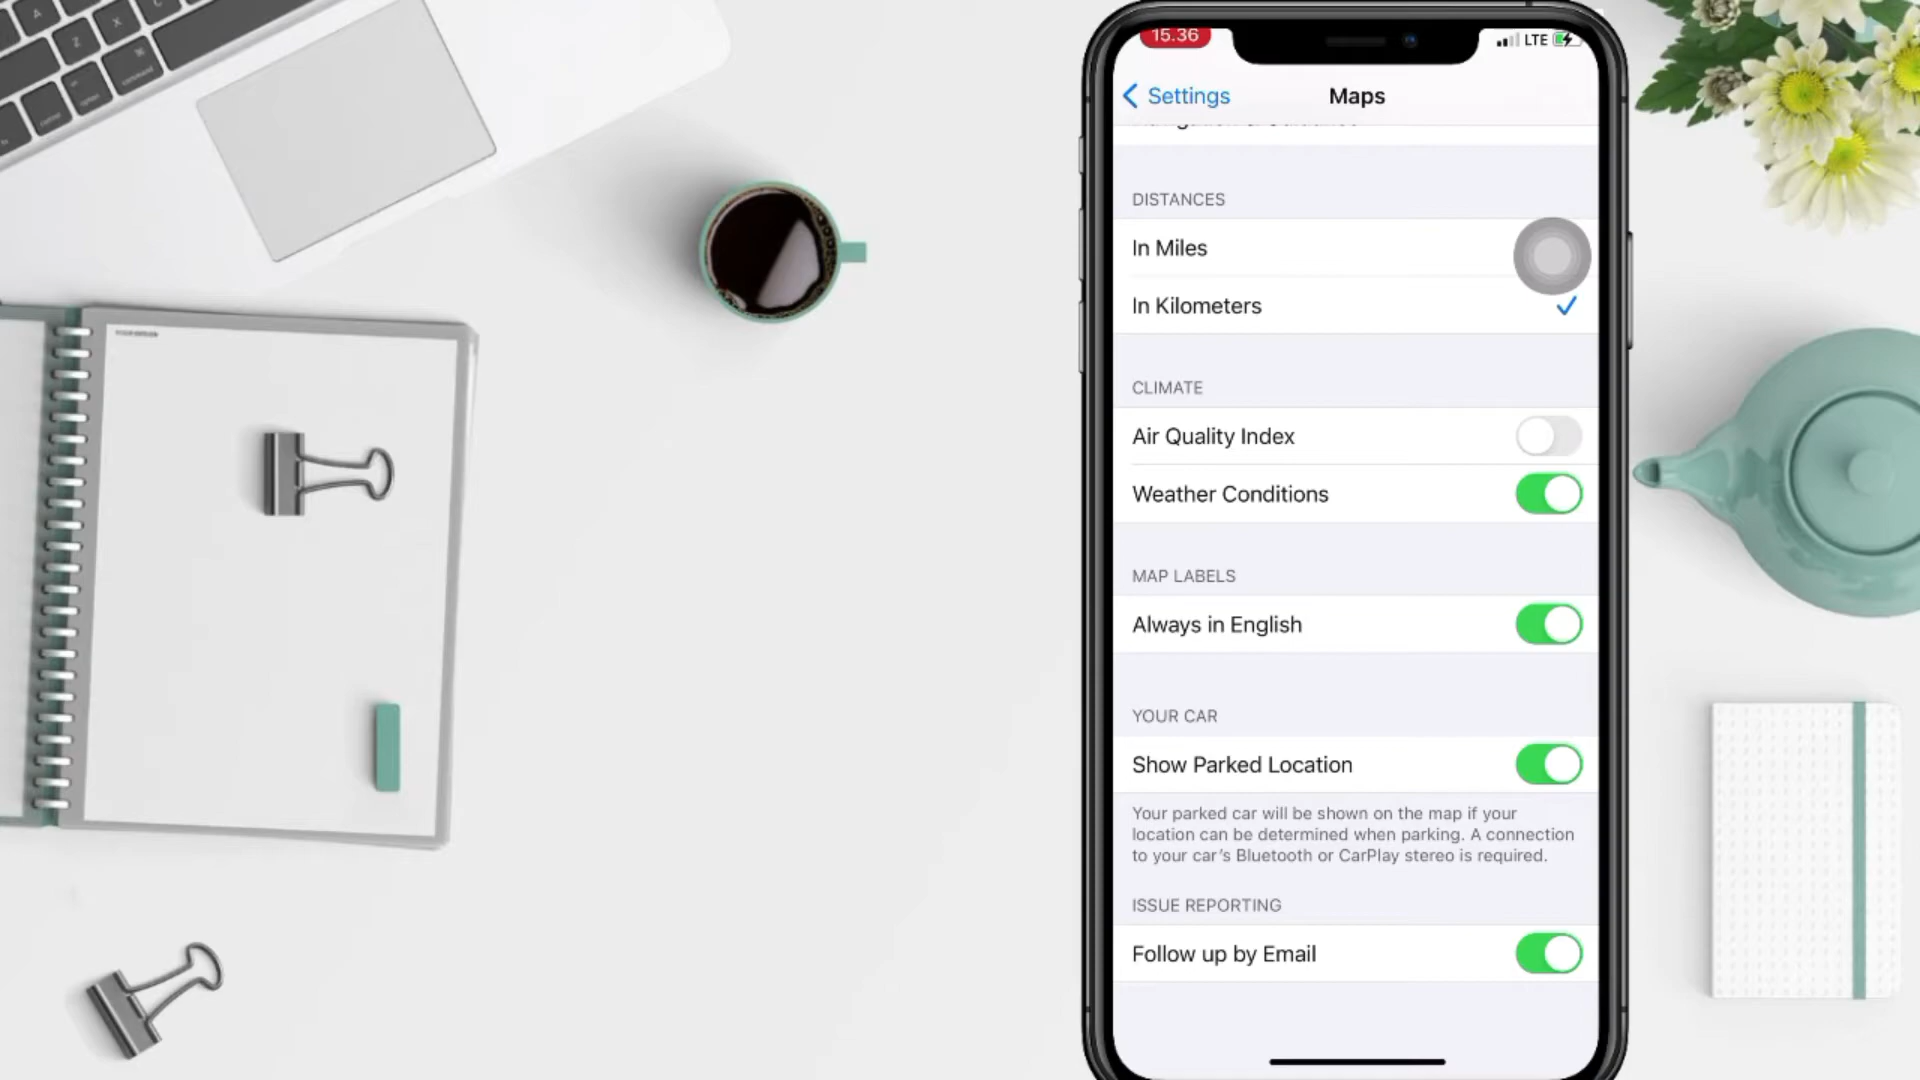 15.36
LTE
Settings
Maps
DISTANCES
In Miles
In Kilometers
CLIMATE
Air Quality Index
Weather Conditions
MAP LABELS
Always in English
YOUR CAR
Show Parked Location
Your parked car will be shown on the map if your
location can be determined when parking. A connection
to your car's Bluetooth or CarPlay stereo is required.
ISSUE REPORTING
Follow up by Email
A
Z
X
C
command